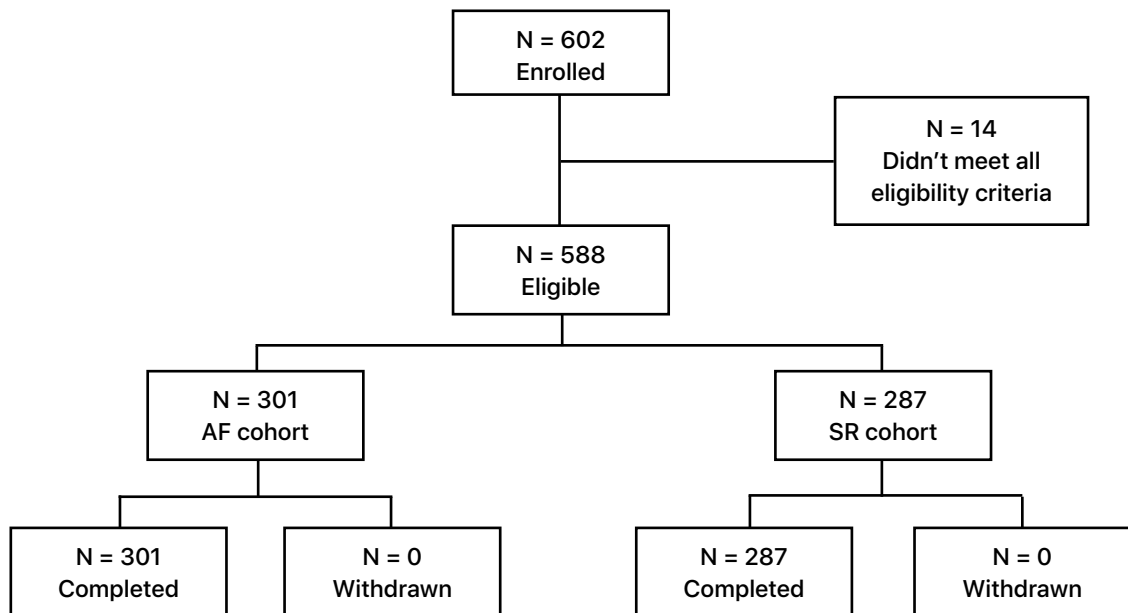 N = 602
Enrolled
N = 14
Didn’t meet all
eligibility criteria
N = 588
Eligible
N = 301
AF cohort
N = 287
SR cohort
N = 301
Completed
N = 0
Withdrawn
N = 287
Completed
N = 0
Withdrawn